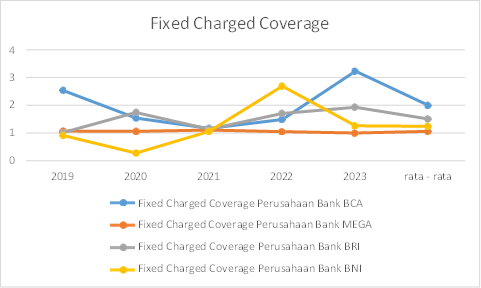 Fixed Charged Coverage
4
3
2
1
0
2019 2020 2021 2022 2023 rata - rata
Fixed Charged Coverage Perusahaan Bank BCA
Fixed Charged Coverage Perusahaan Bank MEGA
Fixed Charged Coverage Perusahaan Bank BRI
Fixed Charged Coverage Perusahaan Bank BNI